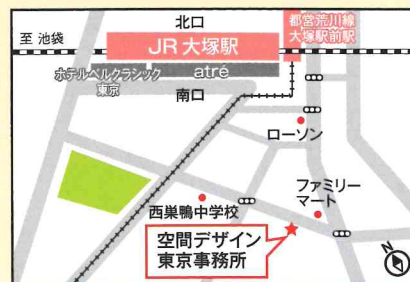 北口
都営荒川線
大塚駅前駅
至 池袋
JR 大塚駅
ホテルベルクラシック
東京
atré
南口
ローソン
ファミリー
マート
西巣鴨中学校
空間デザイン
東京事務所
N